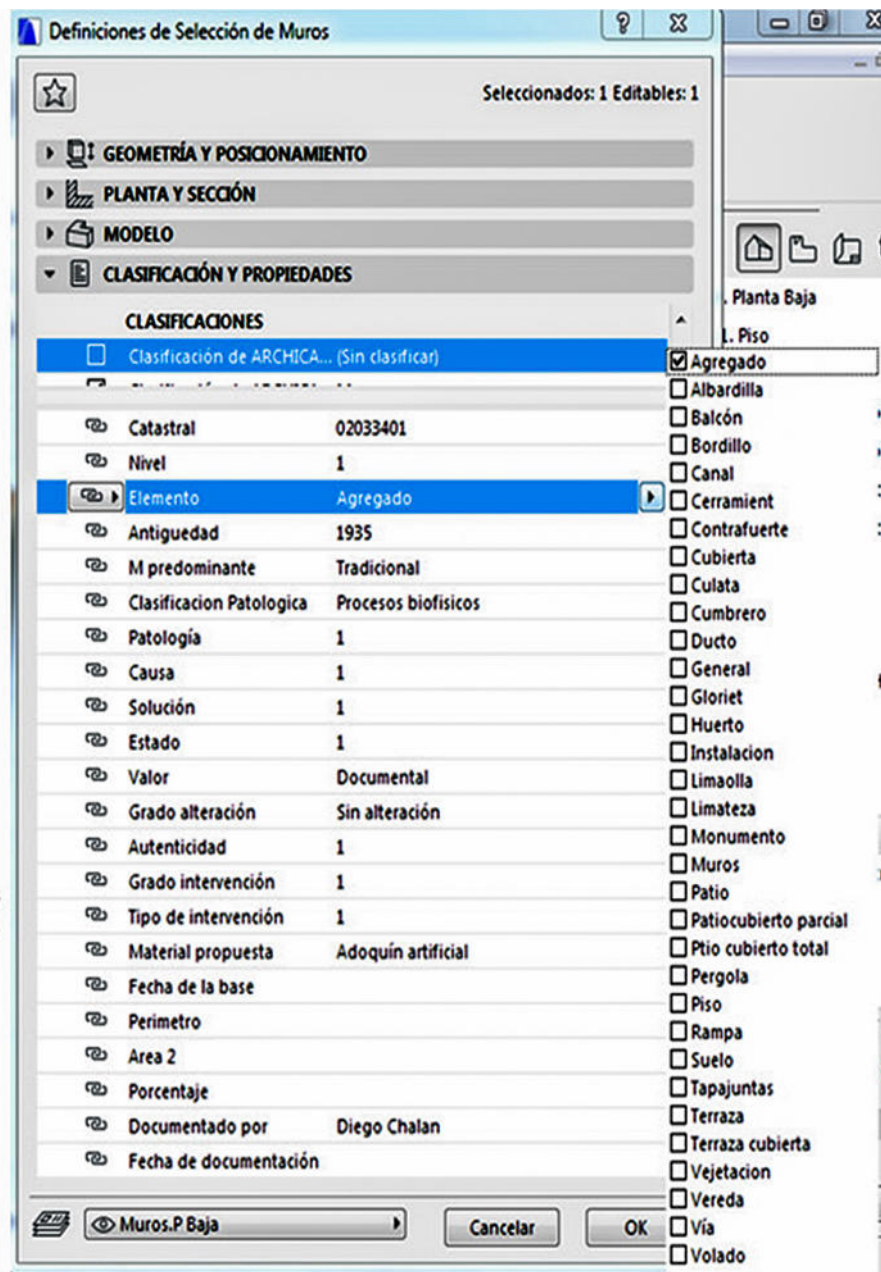 Definiciones de Selección de Muros
Seleccionados: 1 Editables: 1
GEOMETRÍA Y POSICIONAMIENTO
PLANTA Y SECCIÓN
MODELO
CLASIFICACIÓN Y PROPIEDADES
CLASIFICACIONES
Clasificación de ARCHICA... (Sin clasificar)
Catastral 02033401
Nivel 1
Elemento Agregado
Antiguedad 1935
M predominante Tradicional
Clasificacion Patologica Procesos biofisicos
Patología 1
Causa 1
Solución 1
Estado 1
Valor Documental
Grado alteración Sin alteración
Autenticidad 1
Grado intervención 1
Tipo de intervención 1
Material propuesta Adoquín artificial
Fecha de la base
Perimetro
Area 2
Porcentaje
Documentado por Diego Chalan
Fecha de documentación
Muros.P Baja
Cancelar
OK
. Planta Baja
1. Piso
Agregado
Albardilla
Balcón
Bordillo
Canal
Cerramient
Contrafuerte
Cubierta
Culata
Cumbrero
Ducto
General
Gloriet
Huerto
Instalacion
Limaolla
Limateza
Monumento
Muros
Patio
Patiocubierto parcial
Ptio cubierto total
Pergola
Piso
Rampa
Suelo
Tapajuntas
Terraza
Terraza cubierta
Vejetacion
Vereda
Vía
Volado